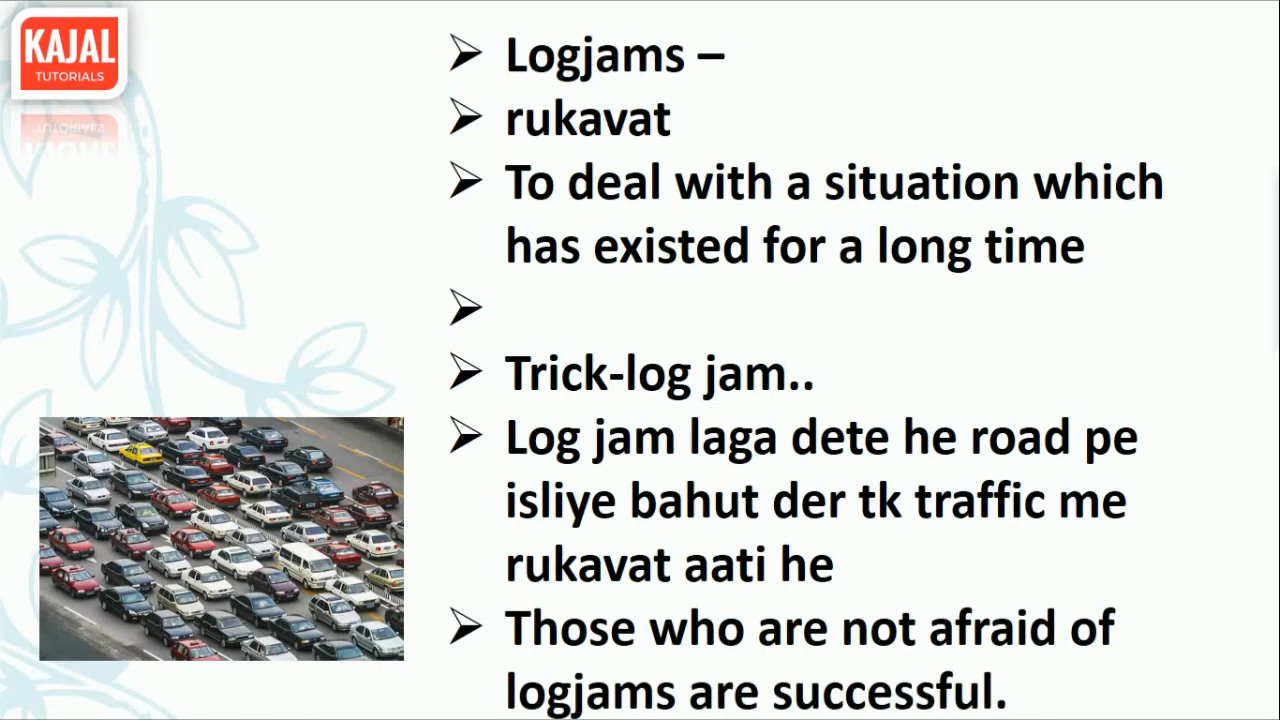 KAJAL
TUTORIALS
➢ Logjams –
➢ rukavat
➢ To deal with a situation which
has existed for a long time
➢
➢ Trick-log jam..
➢ Log jam laga dete he road pe
isliye bahut der tk traffic me
rukavat aati he
➢ Those who are not afraid of
logjams are successful.